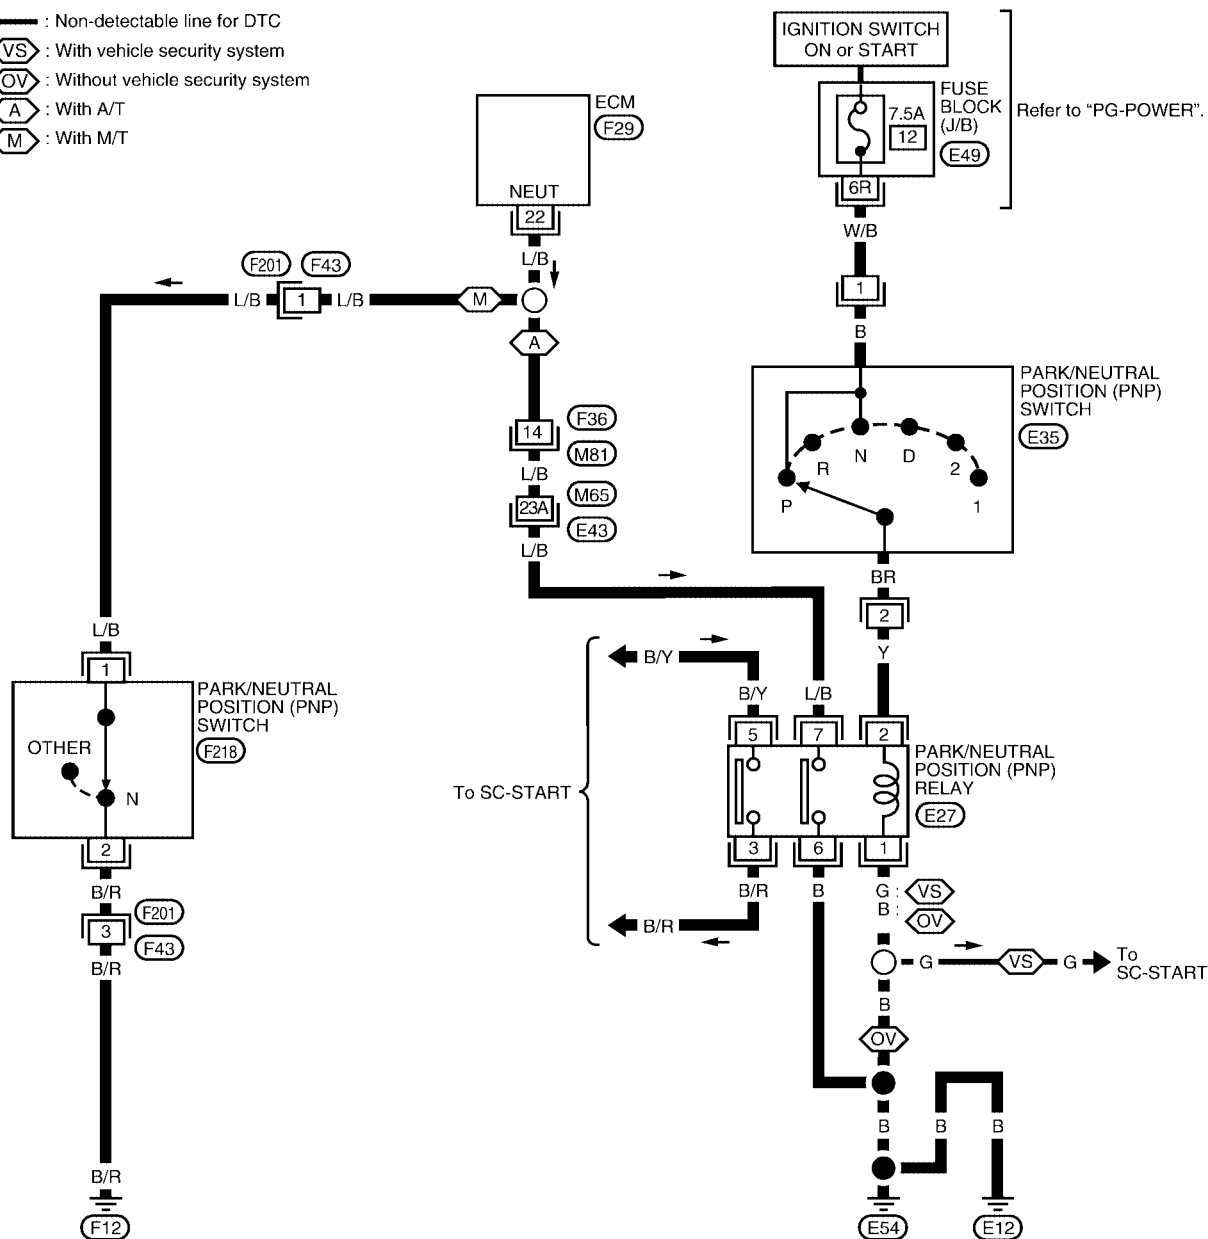 : Non-detectable line for DTC
VS : With vehicle security system
OV : Without vehicle security system
A : With A/T
M : With M/T
IGNITION SWITCH
ON or START
FUSE
BLOCK
(J/B)
E49
7.5A
12
6R
Refer to “PG-POWER”.
W/B
1
B
ECM
F29
NEUT
22
L/B
F201 F43
L/B 1 L/B M
A
F36
14
M81
L/B
M65
23A
E43
L/B
PARK/NEUTRAL
POSITION (PNP)
SWITCH
E35
P R N D 2 1
BR
2
Y
L/B
1
PARK/NEUTRAL
POSITION (PNP)
SWITCH
F218
OTHER
N
2
B/R
F201
3
F43
B/R
B/R
F12
To SC-START
B/Y
B/Y L/B
5 7 2
PARK/NEUTRAL
POSITION (PNP)
RELAY
E27
3 6 1
B/R B G : VS
B : OV
B/R
G VS G To
SC-START
B
OV
B B B
E54 E12